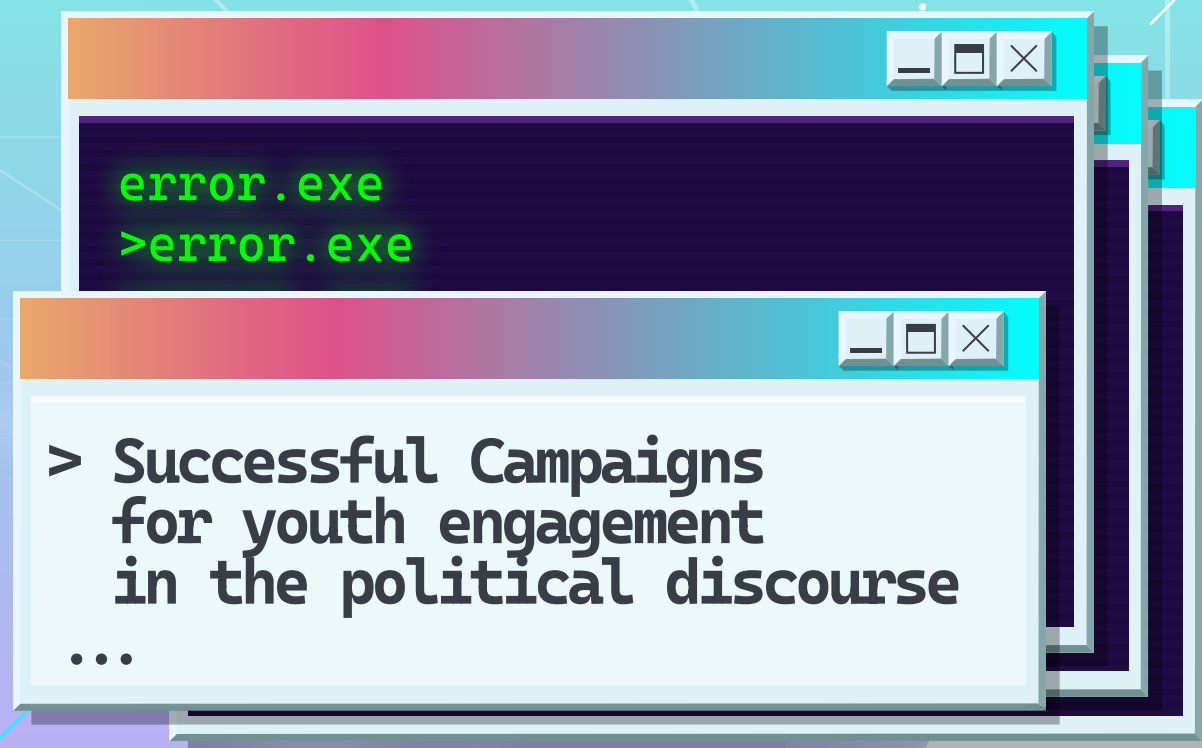 error.exe
>error.exe
> Successful Campaigns
for youth engagement
in the political discourse
...